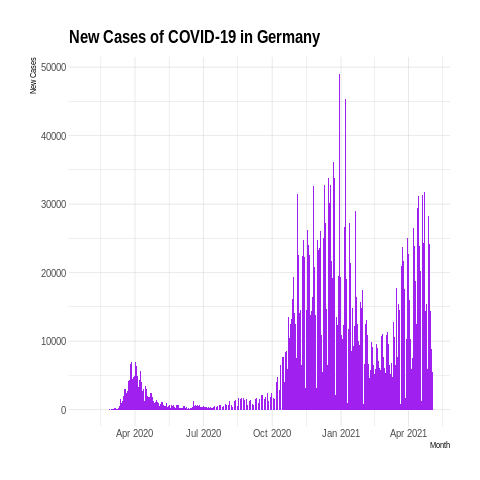 New Cases of COVID-19 in Germany
New Cases
50000
40000
30000
20000
10000
0
Apr 2020 Jul 2020 Oct 2020 Jan 2021 Apr 2021
Month